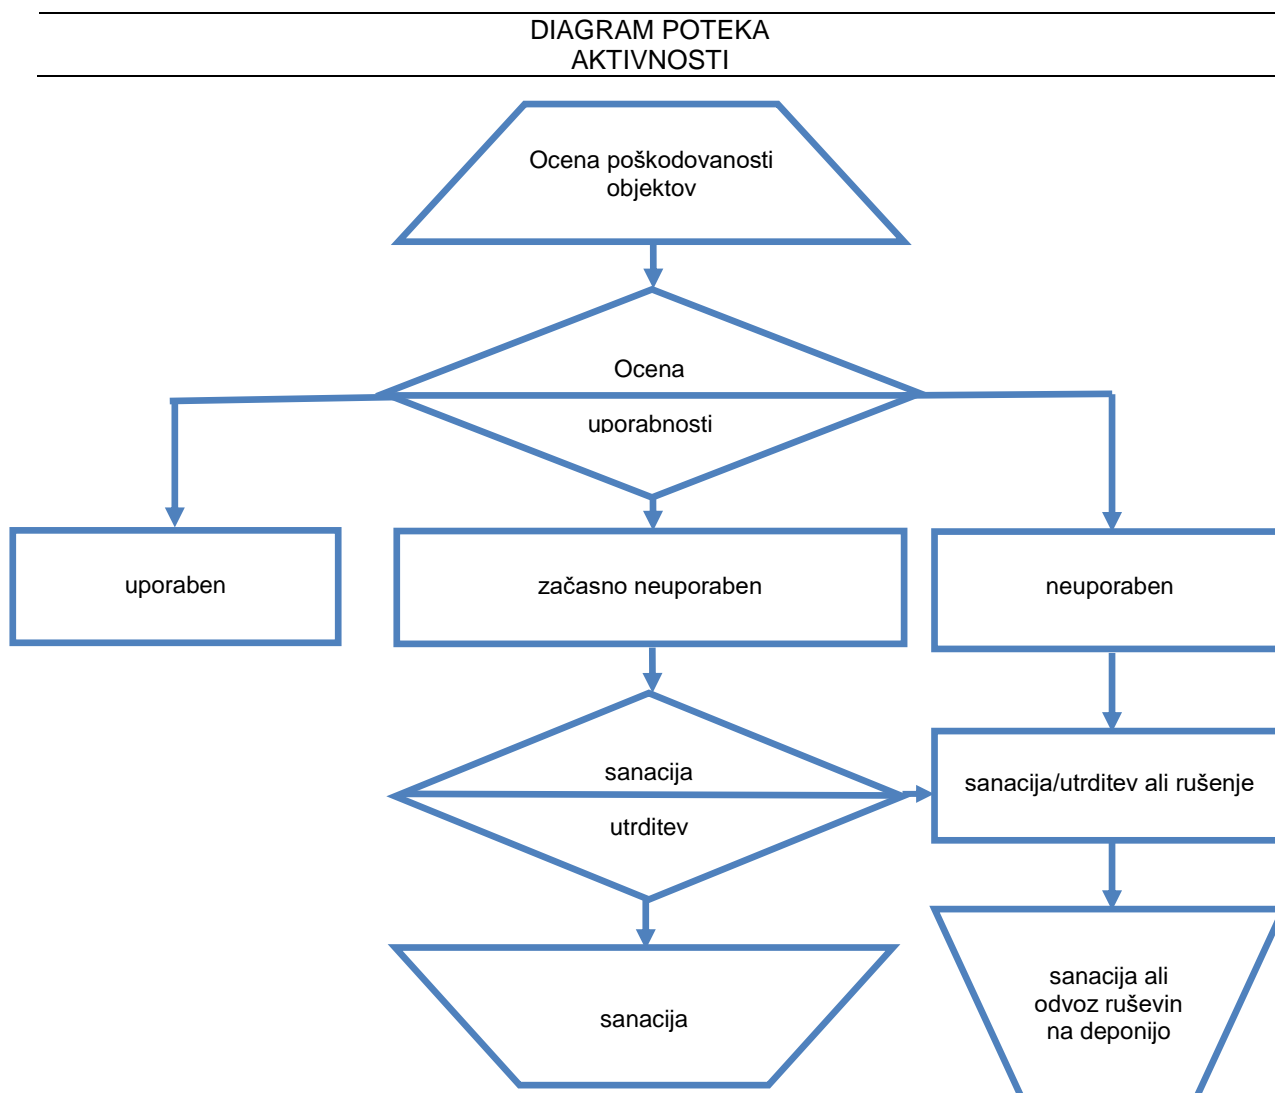 DIAGRAM POTEKA
AKTIVNOSTI
Ocena poškodovanosti
objektov
Ocena
uporabnosti
uporaben
začasno neuporaben
neuporaben
sanacija
utrditev
sanacija/utrditev ali rušenje
sanacija
sanacija ali
odvoz ruševin
na deponijo